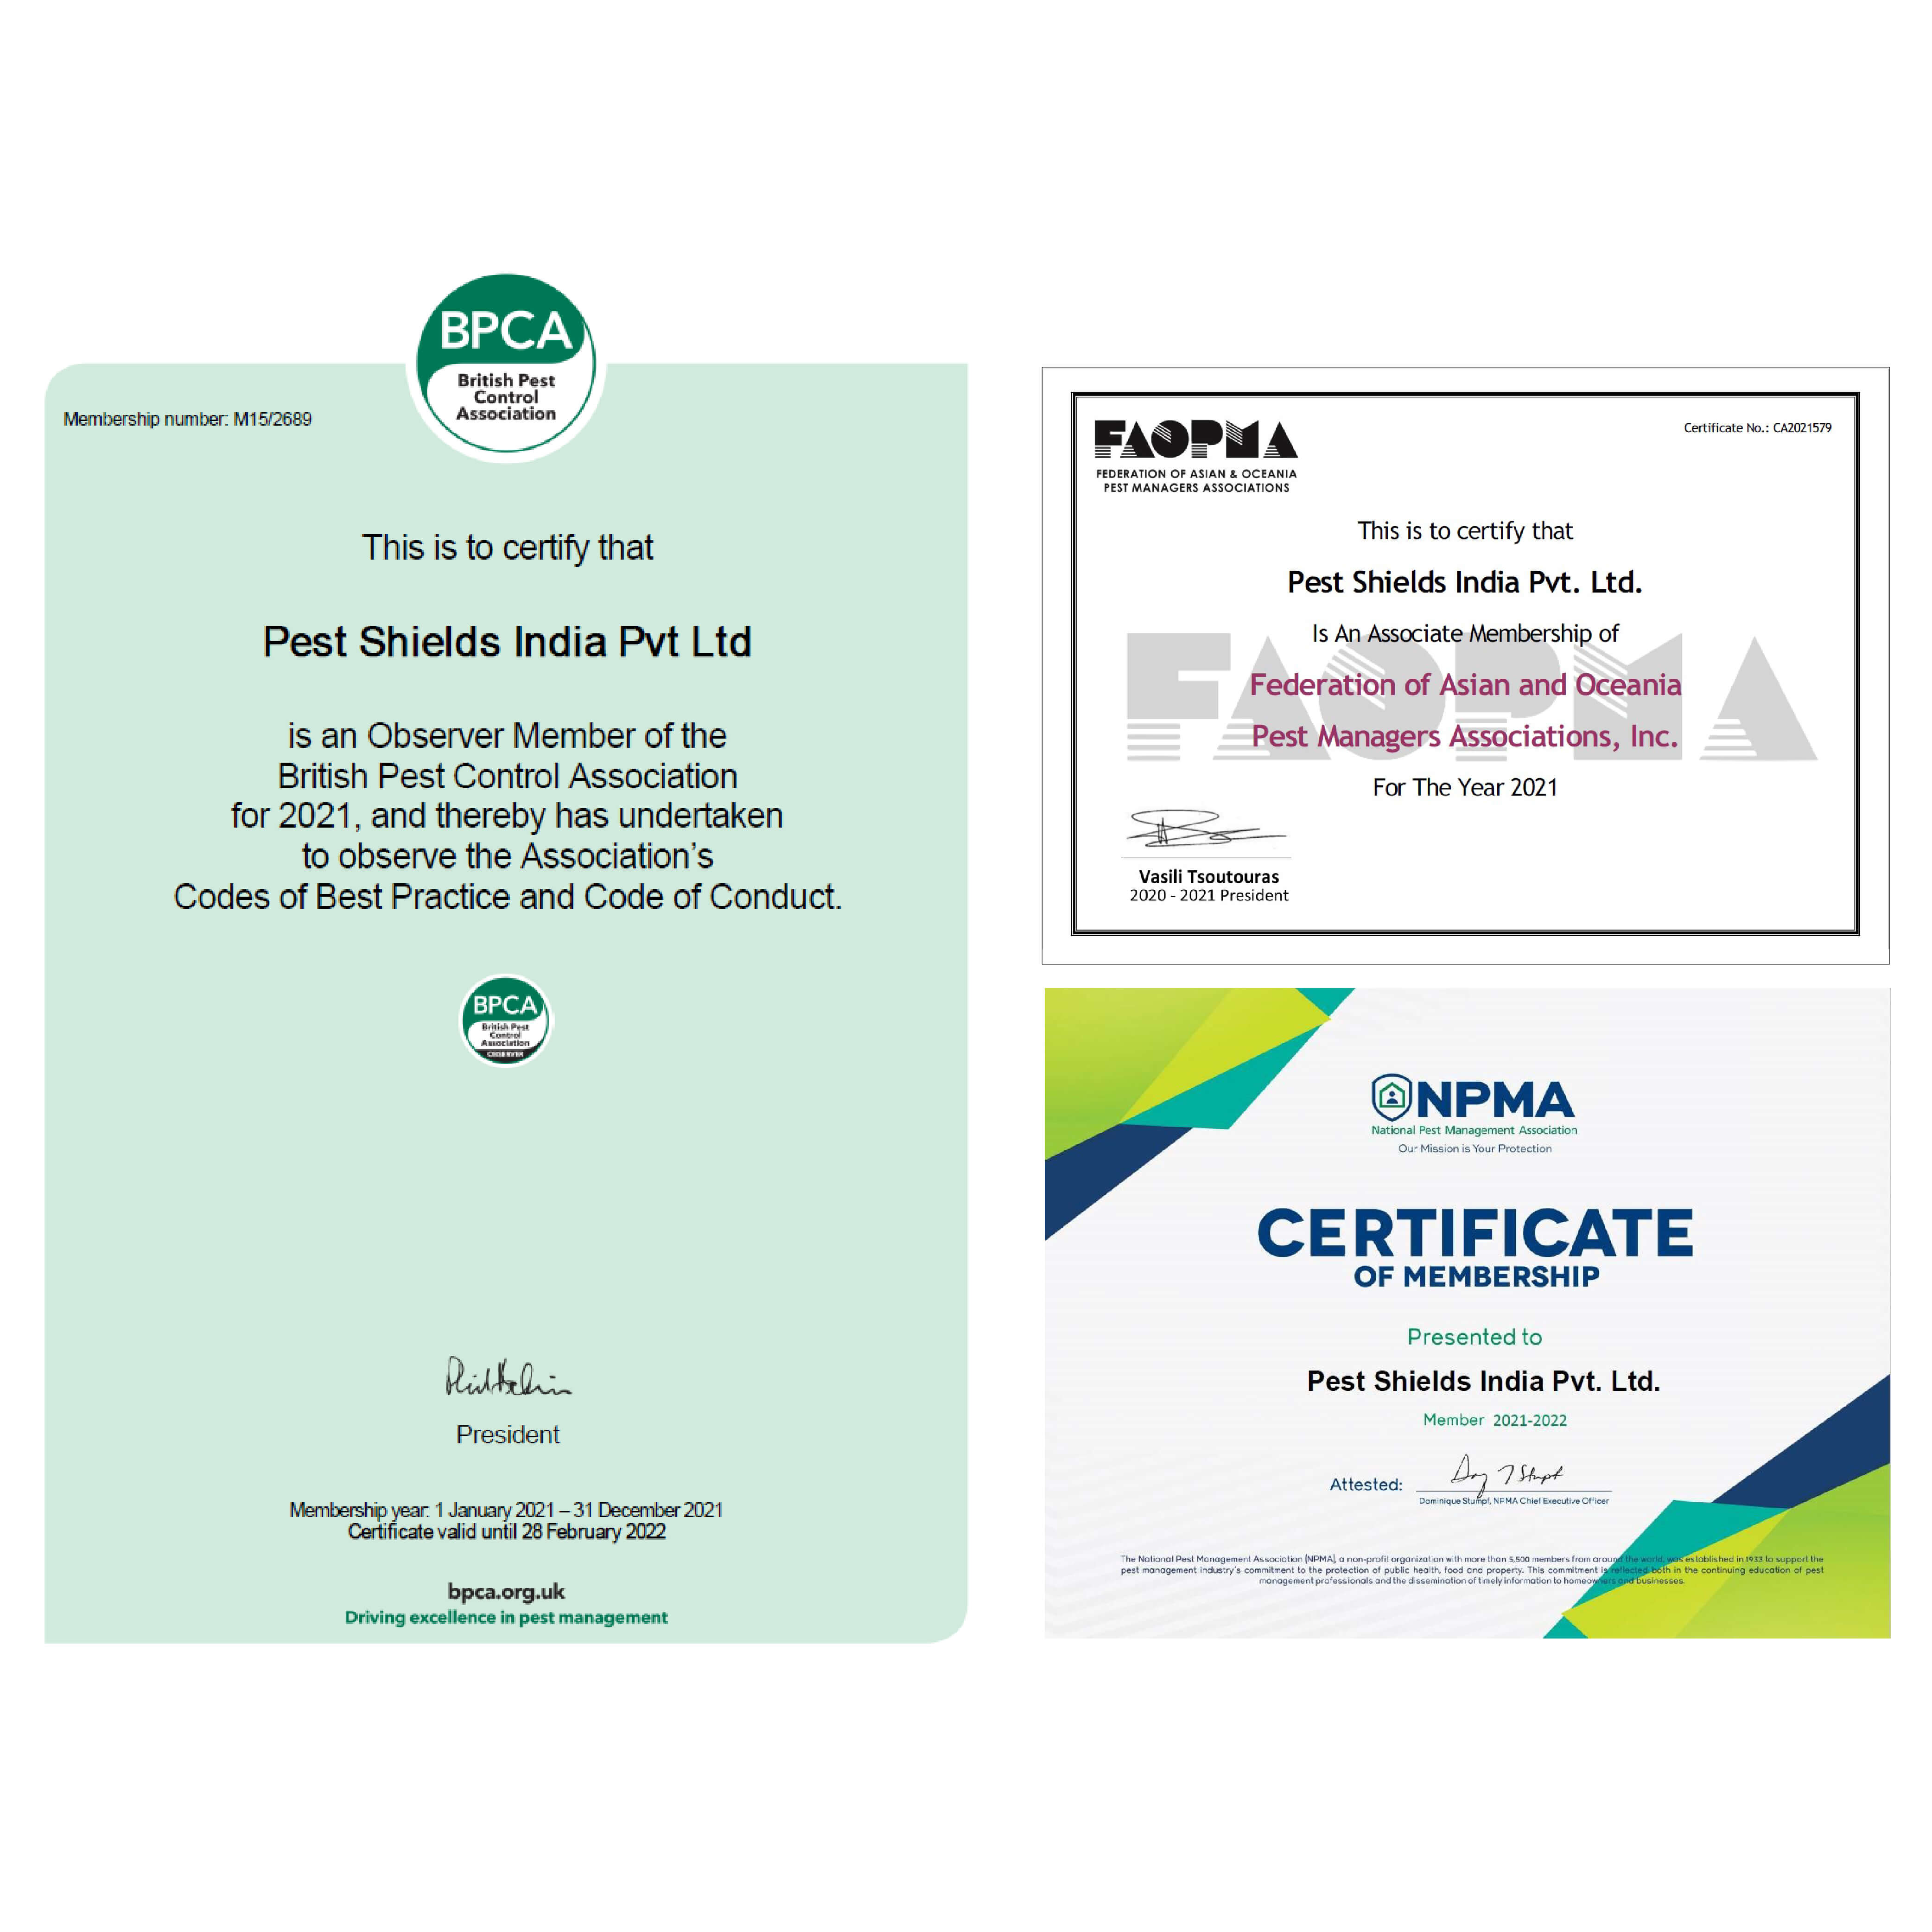 BPCA
British Pest
Control
Association
Membership number: M15/2689
This is to certify that
Pest Shields India Pvt Ltd
is an Observer Member of the
British Pest Control Association
for 2021, and thereby has undertaken
to observe the Association's
Codes of Best Practice and Code of Conduct.
BPCA
British Pest
Control
Association
OBSERVER
President
Membership year: 1 January 2021 – 31 December 2021
Certificate valid until 28 February 2022
bpca.org.uk
Driving excellence in pest management
FAOPMA
FEDERATION OF ASIAN & OCEANIA
PEST MANAGERS ASSOCIATIONS
Certificate No.: CA2021579
This is to certify that
Pest Shields India Pvt. Ltd.
Is An Associate Membership of
FAOPMA
Federation of Asian and Oceania
Pest Managers Associations, Inc.
For The Year 2021
Vasili Tsoutouras
2020 - 2021 President
NPMA
National Pest Management Association
Our Mission is Your Protection
CERTIFICATE
OF MEMBERSHIP
Presented to
Pest Shields India Pvt. Ltd.
Member 2021-2022
Attested:
Dominique Stumpf, NPMA Chief Executive Officer
The National Pest Management Association (NPMA), a non-profit organization with more than 5,500 members from around the world, was established in 1933 to support the
pest management industry's commitment to the protection of public health, food and property. This commitment is reflected both in the continuing education of pest
management professionals and the dissemination of timely information to homeowners and businesses.